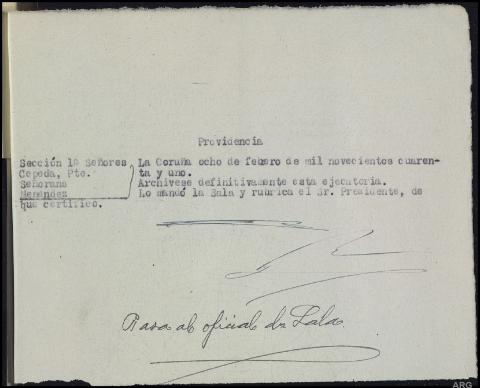 Providencia
Sección 1ª Señores La Coruña ocho de febero de mil novecientos cuaren-
Cepeda, Pte. ta y uno.
Señorans Archívese definitivamente esta ejecutoria.
Menéndez Lo mandó la Sala y rubrica el Sr. Presidente, de
que certifico.
Pasa al oficial de Sala.
ARG